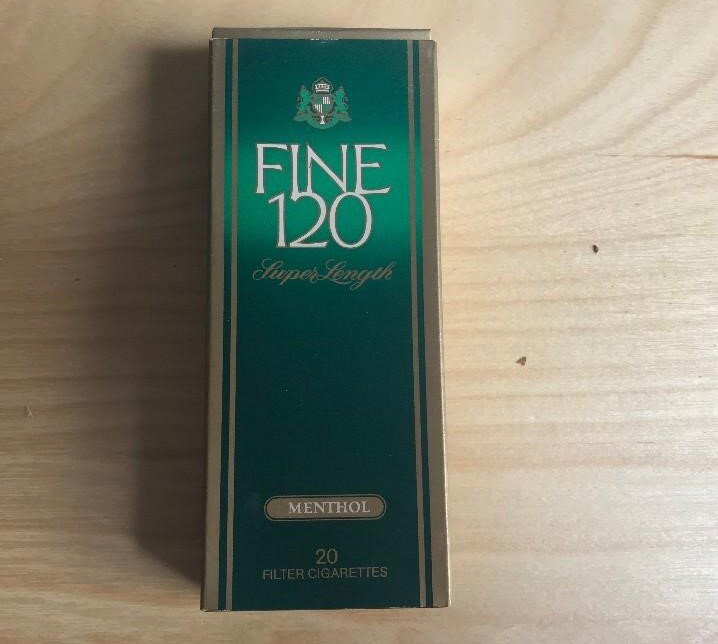 FINE
120
Super Length
MENTHOL
20
FILTER CIGARETTES